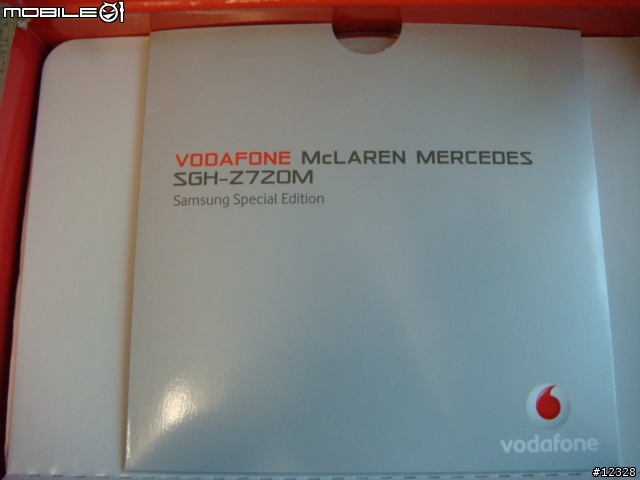 MOBILE01
VODAFONE McLAREN MERCEDES
SGH-Z720M
Samsung Special Edition
vodafone
#12328